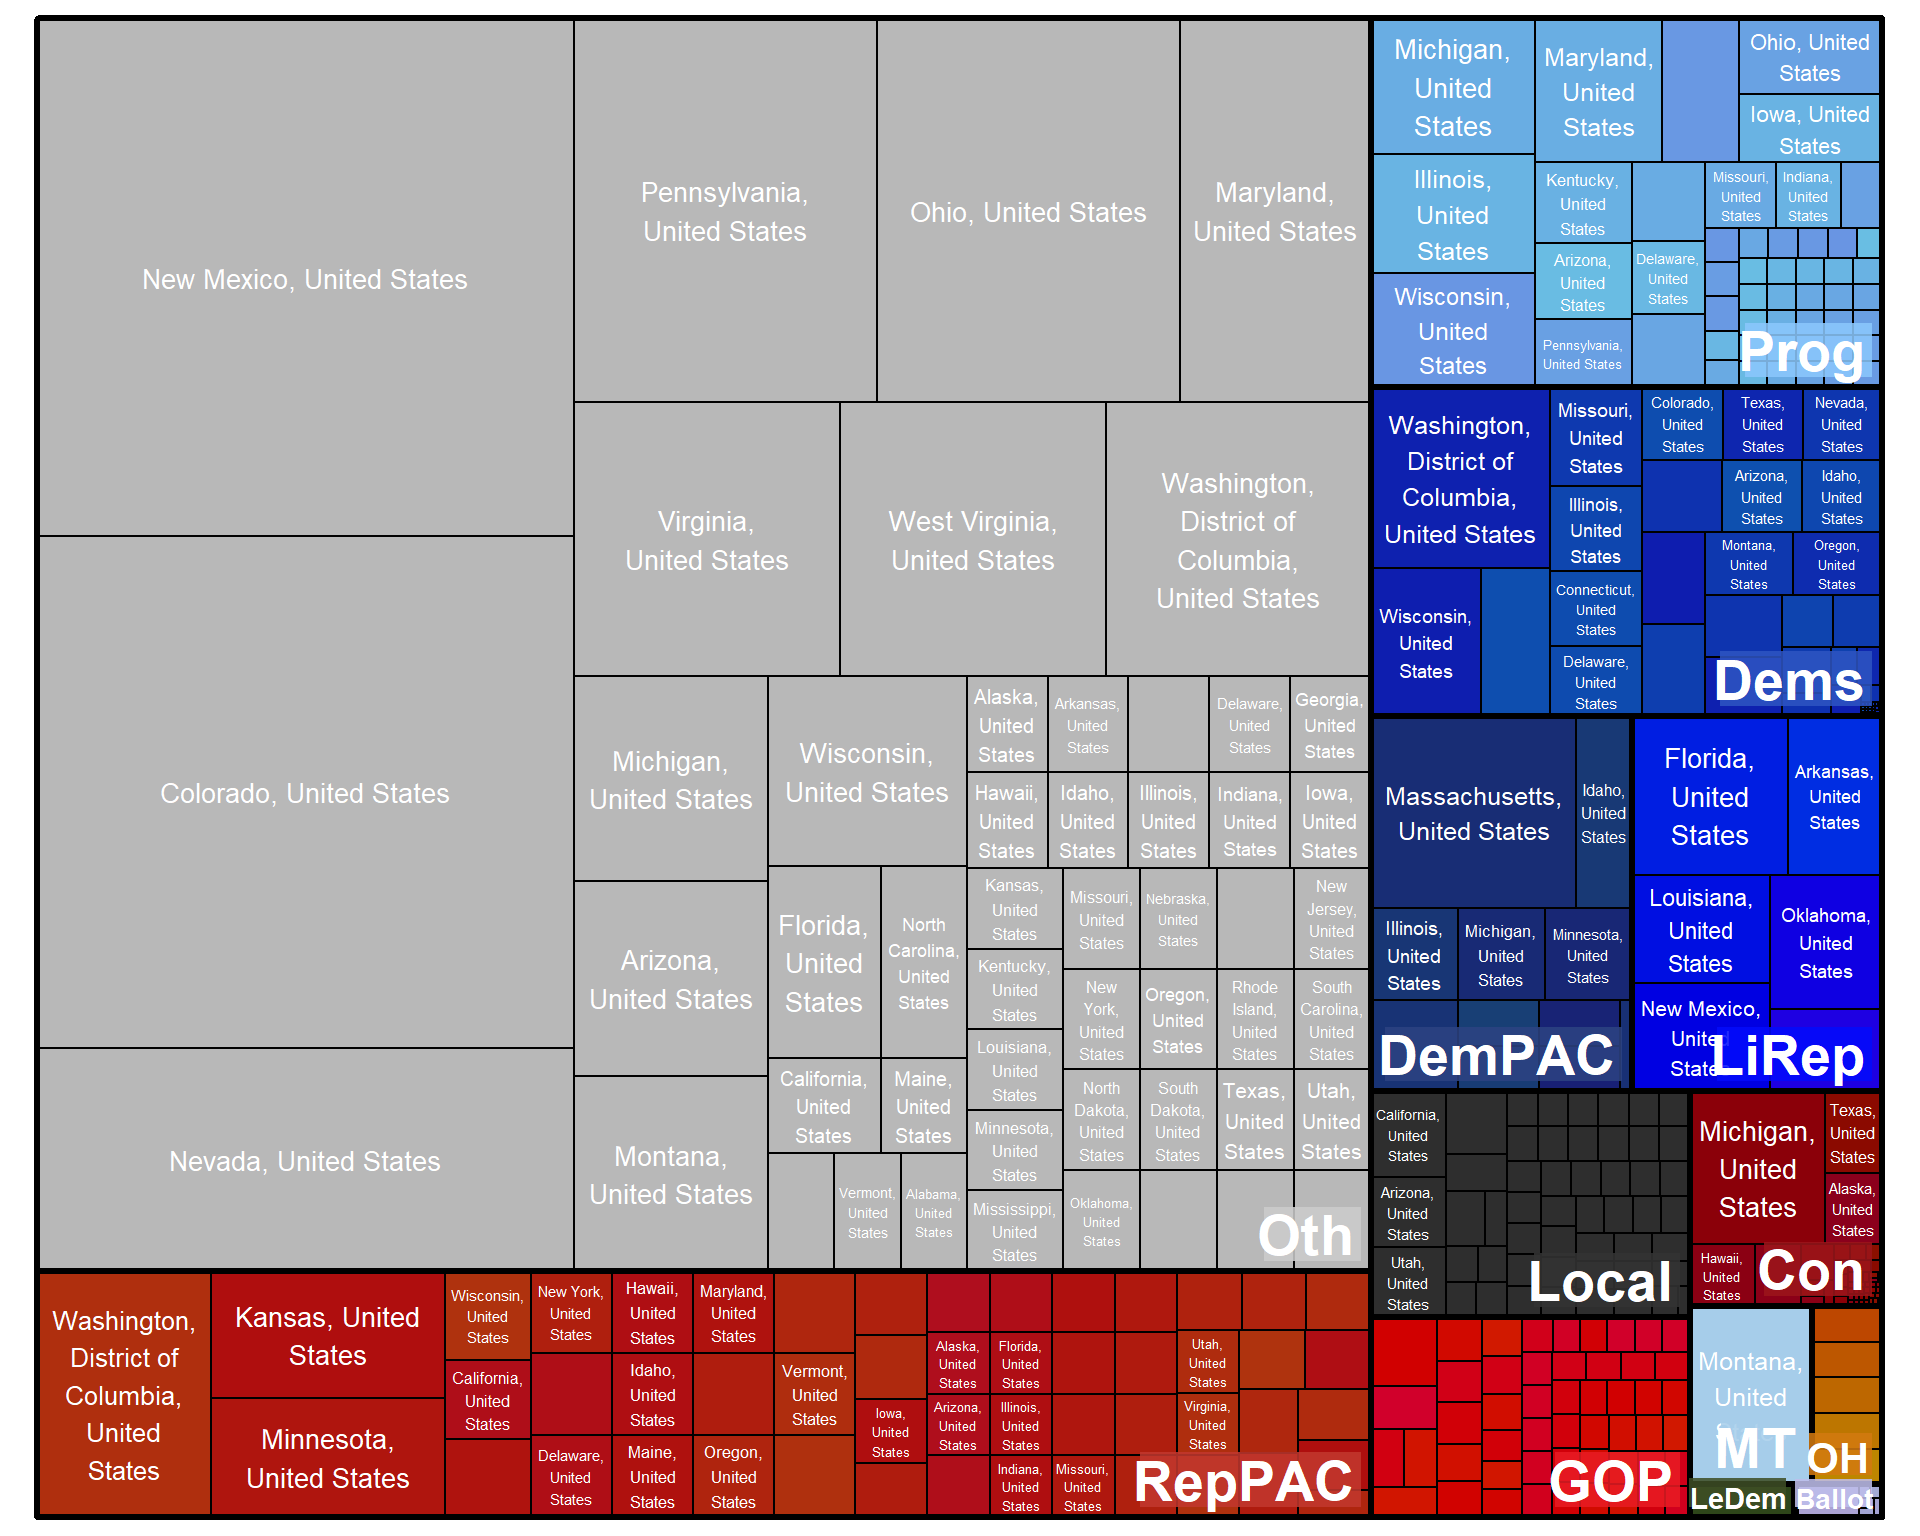 New Mexico, United States
Colorado, United States
Nevada, United States
Pennsylvania,
United States
Ohio, United States
Maryland,
United States
Virginia,
United States
West Virginia,
United States
Washington,
District of
Columbia,
United States
Michigan,
United States
Arizona,
United States
Montana,
United States
Wisconsin,
United States
Florida,
United
States
North
Carolina,
United
States
California,
United
States
Maine,
United
States
Vermont,
United
States
Alabama,
United
States
Alaska,
United
States
Arkansas,
United
States
Delaware,
United
States
Georgia,
United
States
Hawaii,
United
States
Idaho,
United
States
Illinois,
United
States
Indiana,
United
States
Iowa,
United
States
Kansas,
United
States
Kentucky,
United
States
Louisiana,
United
States
Minnesota,
United
States
Mississippi,
United
States
Missouri,
United
States
Nebraska,
United
States
New
Jersey,
United
States
New
York,
United
States
Oregon,
United
States
Rhode
Island,
United
States
South
Carolina,
United
States
North
Dakota,
United
States
South
Dakota,
United
States
Texas,
United
States
Utah,
United
States
Oklahoma,
United
States
Oth
Michigan,
United
States
Illinois,
United
States
Wisconsin,
United
States
Maryland,
United
States
Ohio, United
States
Iowa, United
States
Kentucky,
United
States
Arizona,
United
States
Pennsylvania,
United States
Delaware,
United
States
Missouri,
United
States
Indiana,
United
States
Prog
Washington,
District of
Columbia,
United States
Wisconsin,
United
States
Missouri,
United
States
Illinois,
United
States
Connecticut,
United
States
Delaware,
United
States
Colorado,
United
States
Texas,
United
States
Nevada,
United
States
Arizona,
United
States
Idaho,
United
States
Montana,
United
States
Oregon,
United
States
Dems
Massachusetts,
United States
Idaho,
United
States
Illinois,
United
States
Michigan,
United
States
Minnesota,
United
States
DemPAC
Florida,
United
States
Arkansas,
United
States
Louisiana,
United
States
Oklahoma,
United
States
New Mexico,
United
States
LiRep
California,
United
States
Arizona,
United
States
Utah,
United
States
Local
Michigan,
United
States
Texas,
United
States
Alaska,
United
States
Hawaii,
United
States
Con
Washington,
District of
Columbia,
United
States
Kansas, United
States
Minnesota,
United States
Wisconsin,
United
States
California,
United
States
New York,
United
States
Delaware,
United
States
Hawaii,
United
States
Idaho,
United
States
Maine,
United
States
Maryland,
United
States
Oregon,
United
States
Vermont,
United
States
Iowa,
United
States
Alaska,
United
States
Arizona,
United
States
Florida,
United
States
Illinois,
United
States
Indiana,
United
States
Missouri,
United
States
Utah,
United
States
Virginia,
United
States
RepPAC
GOP
Montana,
United
MT
OH
LeDem
Ballot